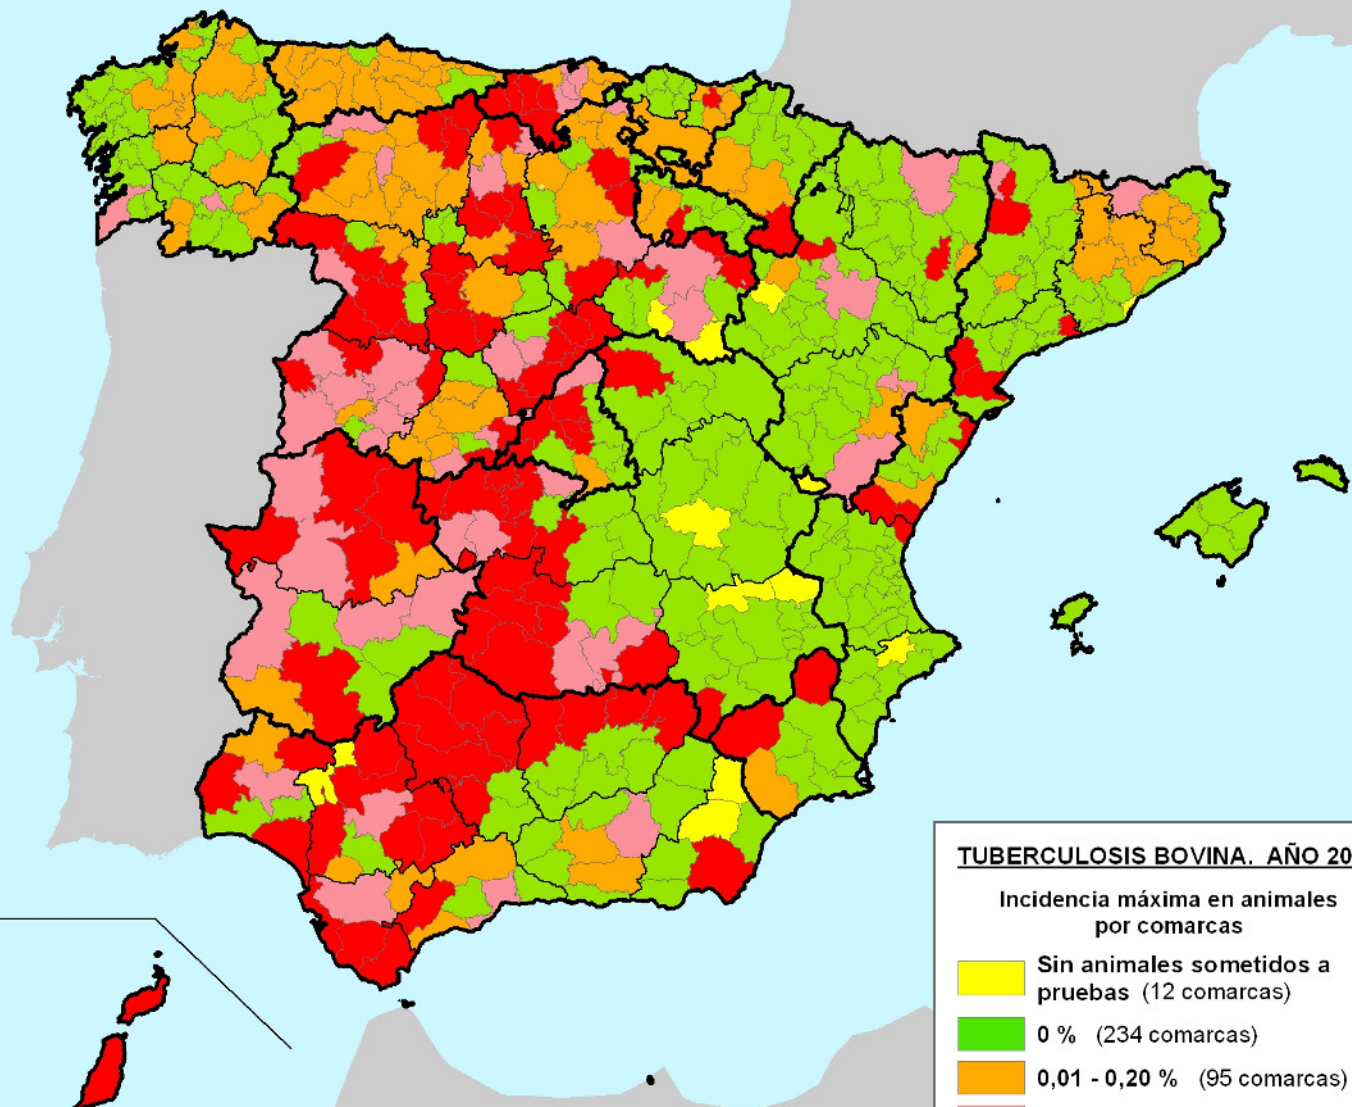 TUBERCULOSIS BOVINA. AÑO 20
Incidencia máxima en animales
por comarcas
Sin animales sometidos a
pruebas (12 comarcas)
0 % (234 comarcas)
0,01 - 0,20 % (95 comarcas)